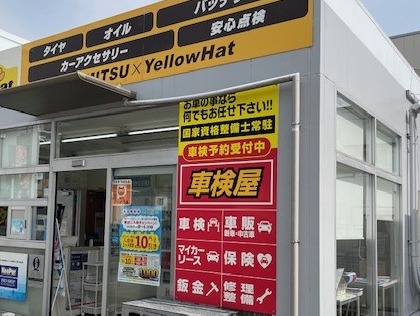 タイヤ
オイル
バッテ
カーアクセサリー
安心点検
MITSU×YellowHat
お車の事なら
何でもお任せ下さい!!
国家資格整備士常駐
車検予約受付中
車検屋
車検
車販
新車・中古車
マイカー
リース
保険
鈑金
修理
整備